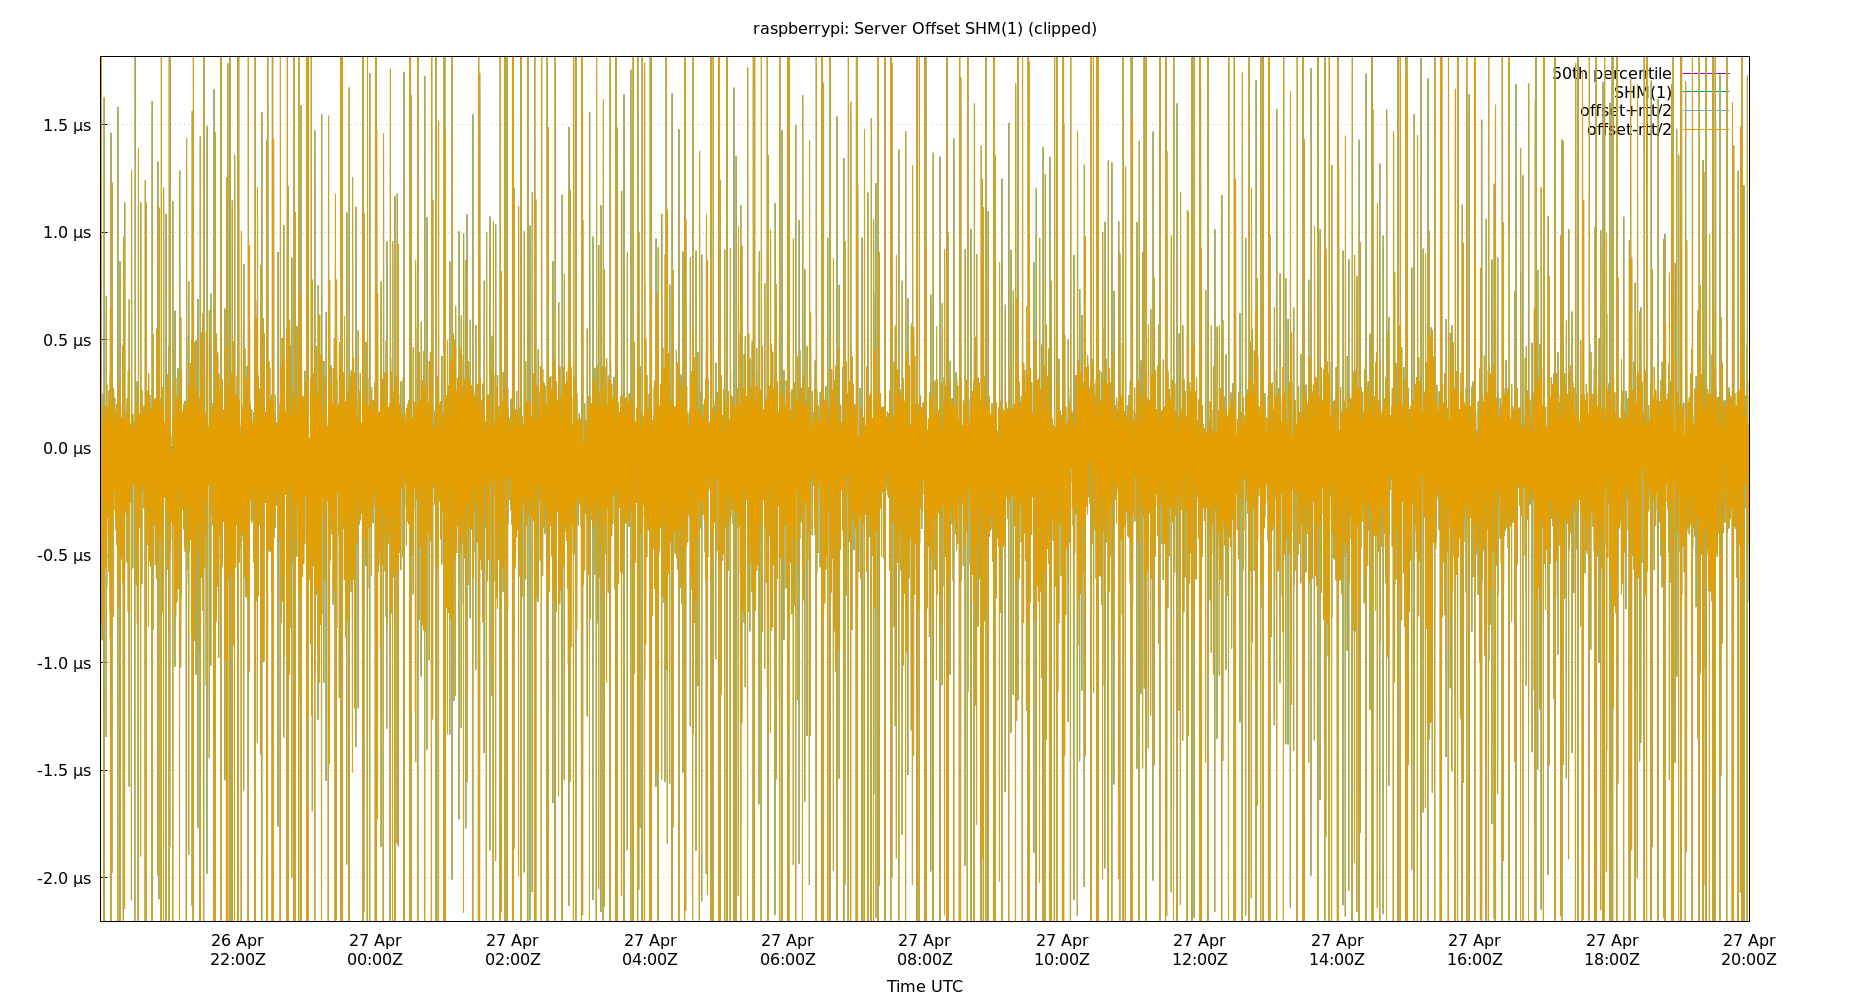 raspberrypi: Server Offset SHM(1) (clipped)
50th percentile
SHM(1)
offset+rtt/2
offset-rtt/2
1.5 µs
1.0 µs
0.5 µs
0.0 µs
-0.5 µs
-1.0 µs
-1.5 µs
-2.0 µs
26 Apr 27 Apr 27 Apr 27 Apr 27 Apr 27 Apr 27 Apr 27 Apr 27 Apr 27 Apr 27 Apr 27 Apr
22:00Z 00:00Z 02:00Z 04:00Z 06:00Z 08:00Z 10:00Z 12:00Z 14:00Z 16:00Z 18:00Z 20:00Z
Time UTC